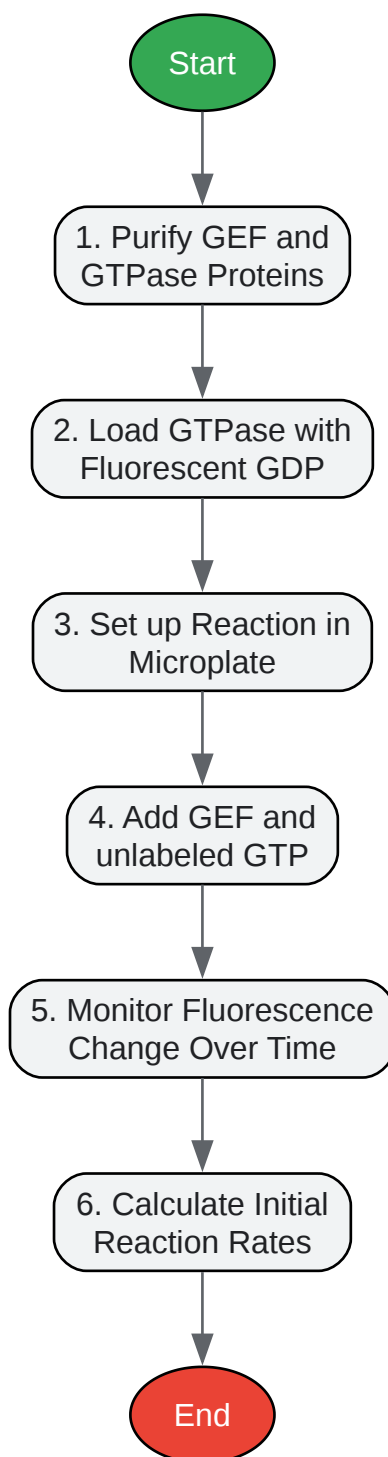 Start
1. Purify GEF and
GTPase Proteins
2. Load GTPase with
Fluorescent GDP
3. Set up Reaction in
Microplate
4. Add GEF and
unlabeled GTP
5. Monitor Fluorescence
Change Over Time
6. Calculate Initial
Reaction Rates
End